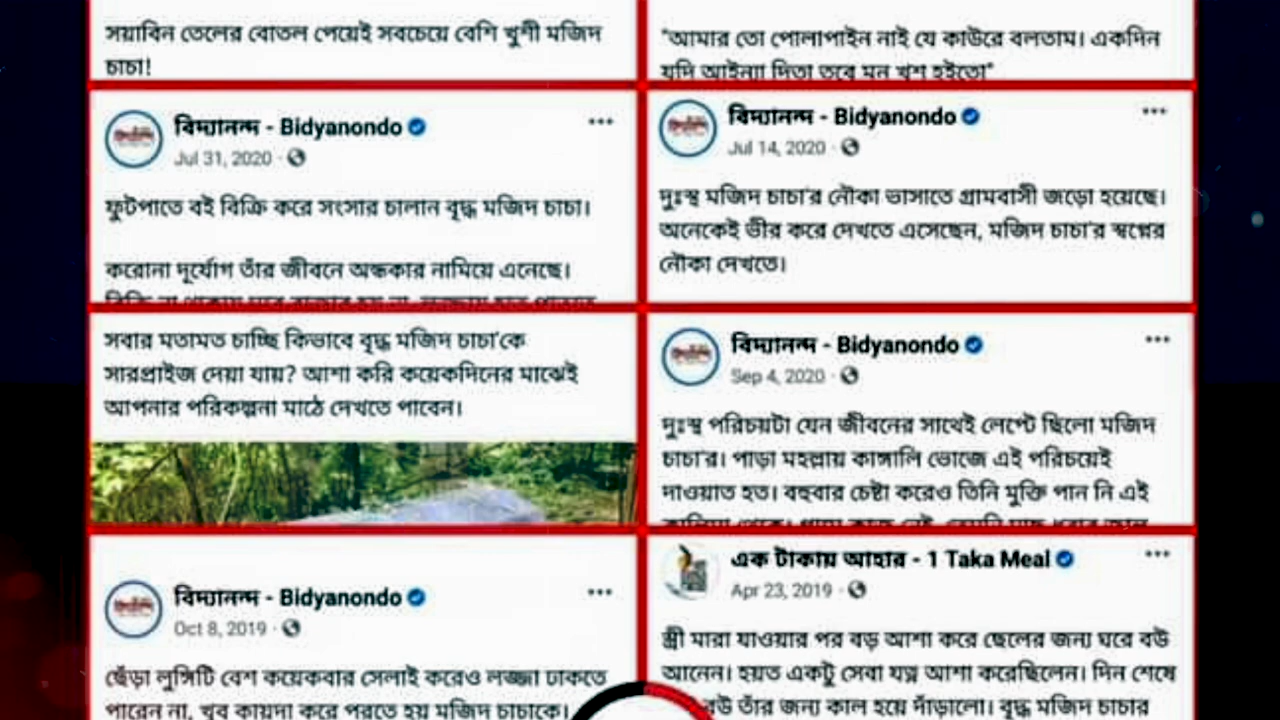 সয়াবিন তেলের বোতল পেয়েই সবচেয়ে বেশি খুশী মজিদ
চাচা!
"আমার তো পোলাপাইন নাই যে কাউরে বলতাম। একদিন
যদি আইন্যা দিতা তবে মন খুশ হইতো"
বিদ্যানন্দ - Bidyanondo
Jul 31, 2020
ফুটপাতে বই বিক্রি করে সংসার চালান বৃদ্ধ মজিদ চাচা।
করোনা দূর্যোগ তাঁর জীবনে অন্ধকার নামিয়ে এনেছে।
বিদ্যানন্দ - Bidyanondo
Jul 14, 2020
দুঃস্থ মজিদ চাচা'র নৌকা ভাসাতে গ্রামবাসী জড়ো হয়েছে।
অনেকেই ভীর করে দেখতে এসেছেন, মজিদ চাচা'র স্বপ্নের
নৌকা দেখতে।
সবার মতামত চাচ্ছি কিভাবে বৃদ্ধ মজিদ চাচা'কে
সারপ্রাইজ দেয়া যায়? আশা করি কয়েকদিনের মাঝেই
আপনার পরিকল্পনা মাঠে দেখতে পাবেন।
বিদ্যানন্দ - Bidyanondo
Sep 4, 2020
দুঃস্থ পরিচয়টা যেন জীবনের সাথেই লেপ্টে ছিলো মজিদ
চাচা'র। পাড়া মহল্লায় কাঙ্গালি ভোজে এই পরিচয়েই
দাওয়াত হত। বহুবার চেষ্টা করেও তিনি মুক্তি পান নি এই
বিদ্যানন্দ - Bidyanondo
Oct 8, 2019
ছেঁড়া লুঙ্গিটি বেশ কয়েকবার সেলাই করেও লজ্জা ঢাকতে
পারেন না, খুব কায়দা করে পরতে হয় মজিদ চাচাকে।
এক টাকায় আহার - 1 Taka Meal
Apr 23, 2019
স্ত্রী মারা যাওয়ার পর বড় আশা করে ছেলের জন্য ঘরে বউ
আনেন। হয়ত একটু সেবা যত্ন আশা করেছিলেন। দিন শেষে
বউ তাঁর জন্য কাল হয়ে দাঁড়ালো। বৃদ্ধ মজিদ চাচার